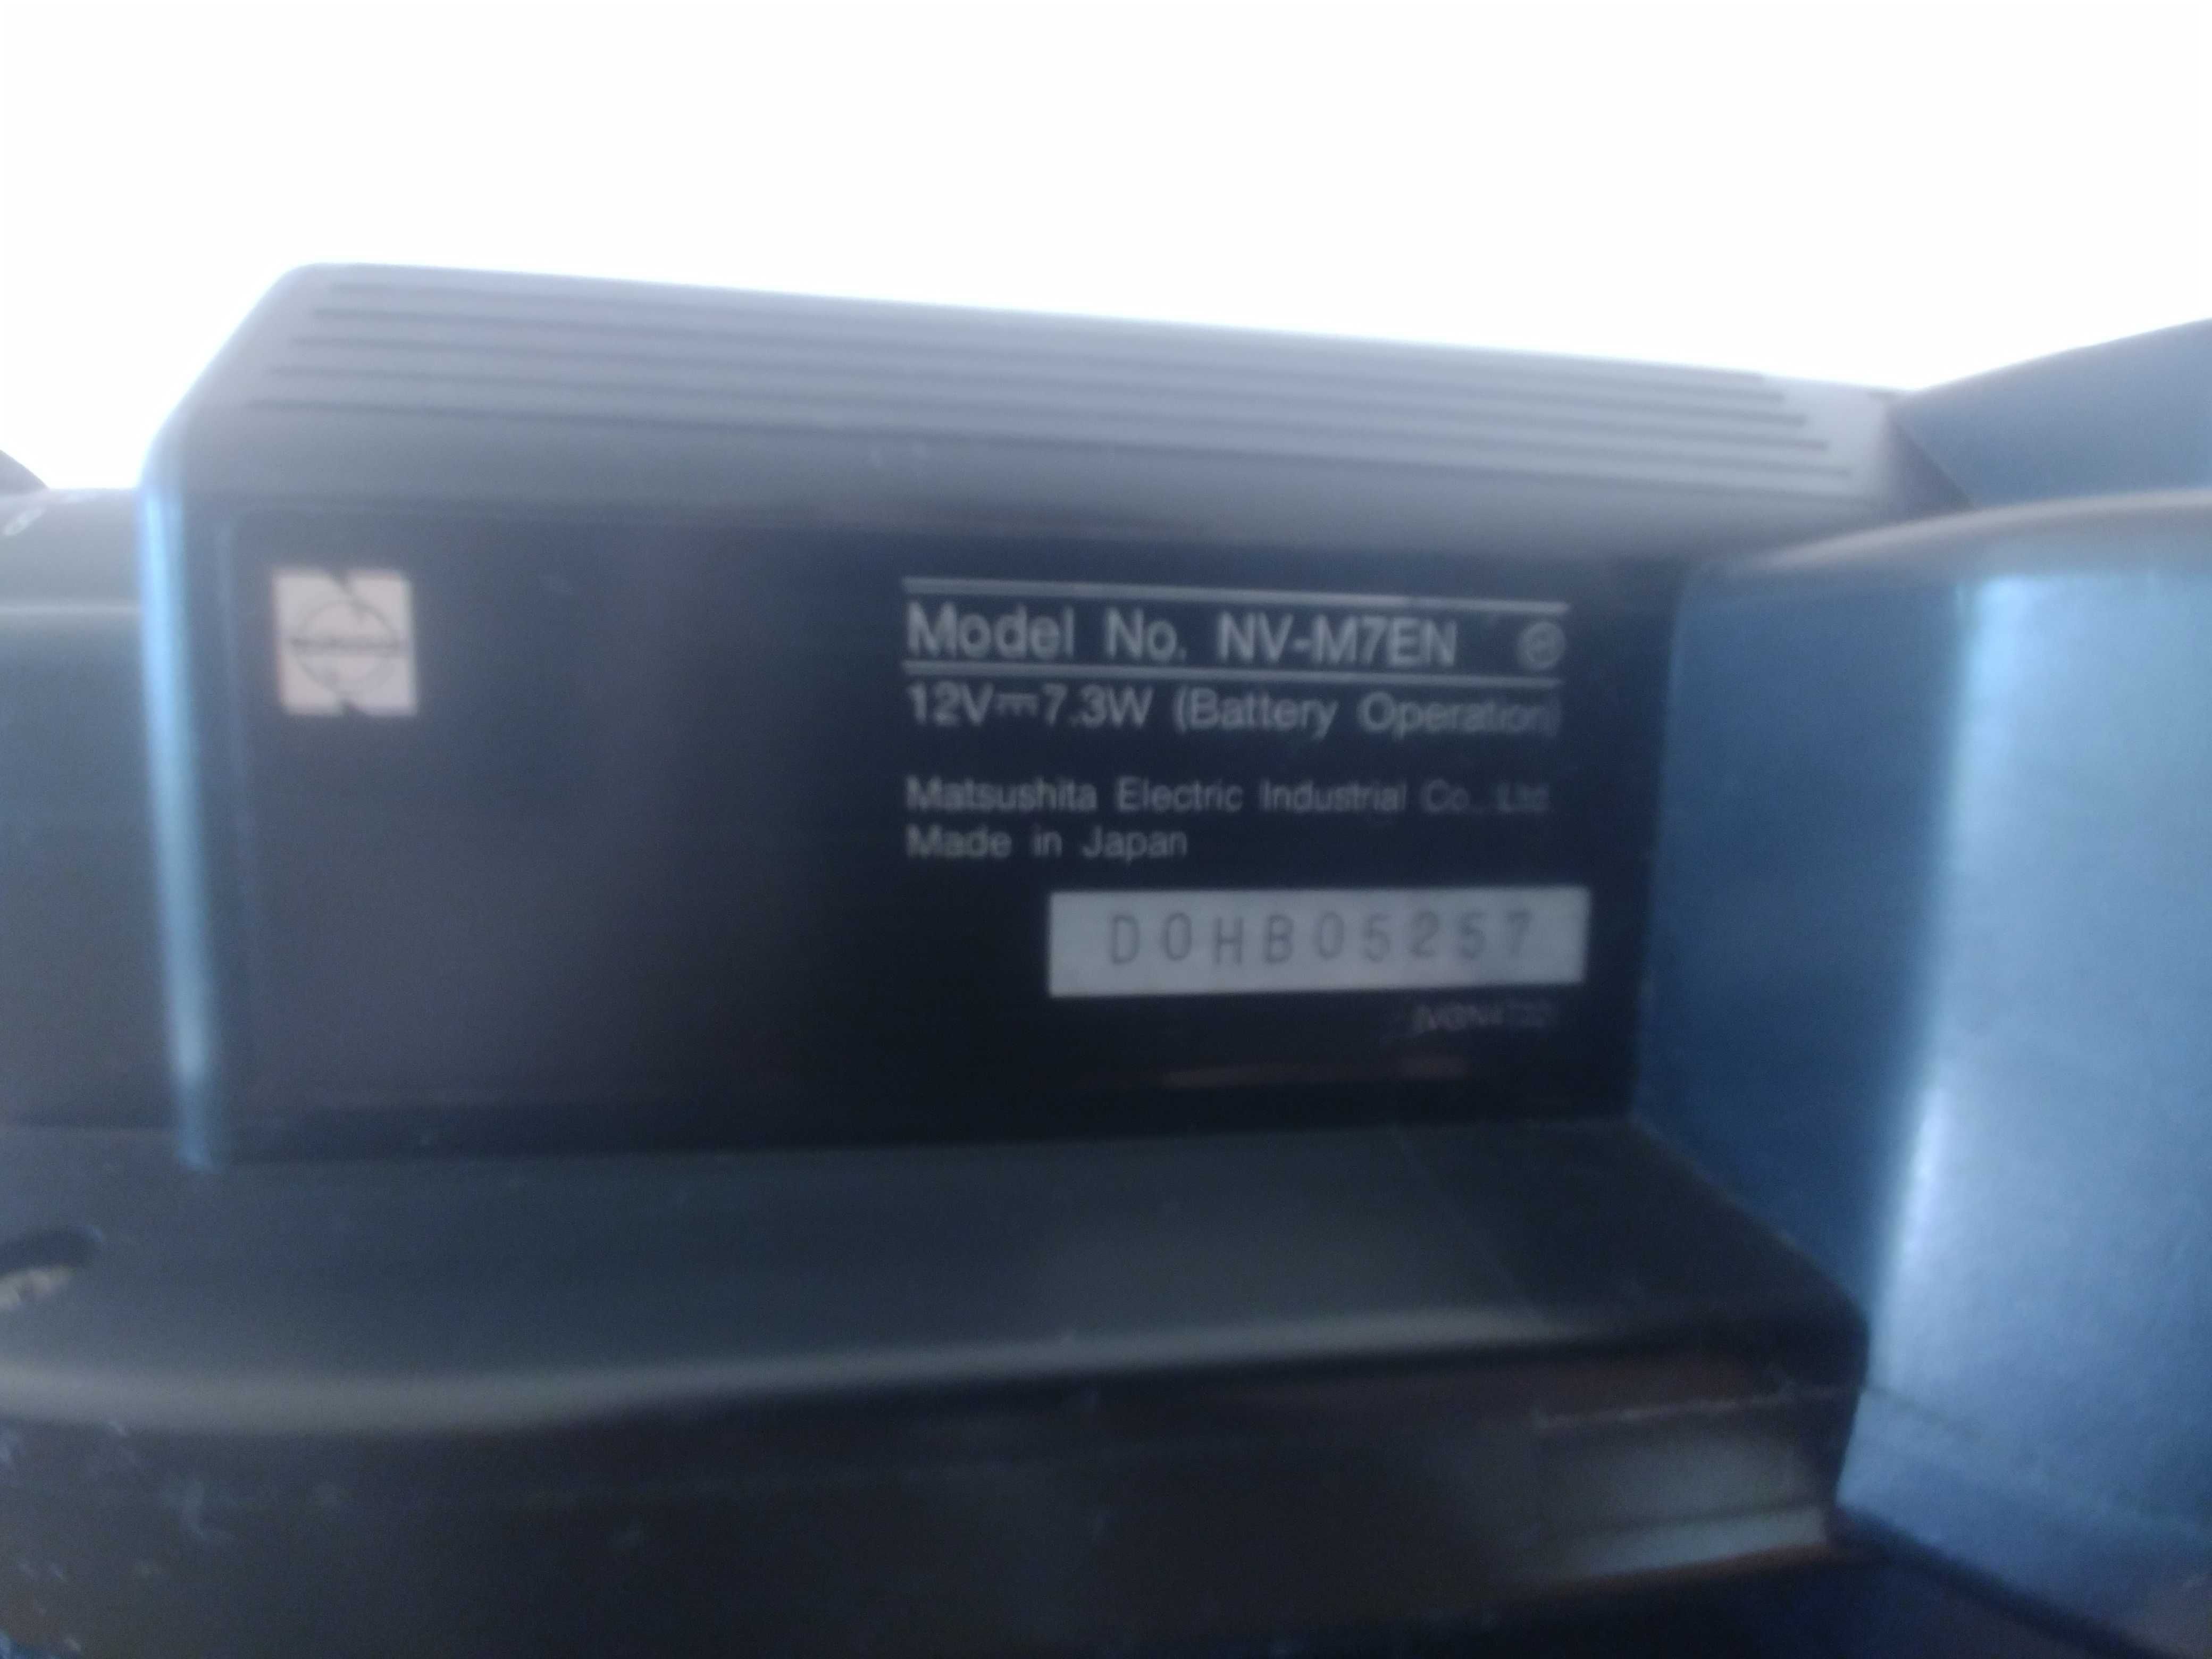 Model No. NV-M7EN
12V⎓7.3W (Battery Operation)
Matsushita Electric Industrial Co., Ltd.
Made in Japan
D0HB05257